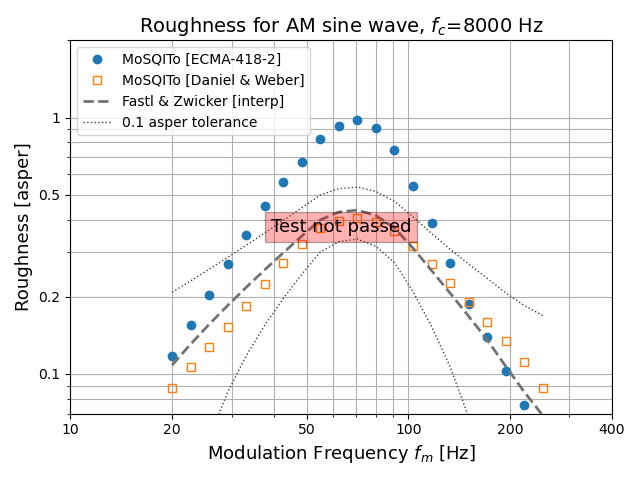 Roughness for AM sine wave, f_c=8000 Hz
MoSQITo [ECMA-418-2]
MoSQITo [Daniel & Weber]
Fastl & Zwicker [interp]
0.1 asper tolerance
Roughness [asper]
1
0.5
0.2
0.1
Test not passed
10 20 50 100 200 400
Modulation Frequency f_m [Hz]